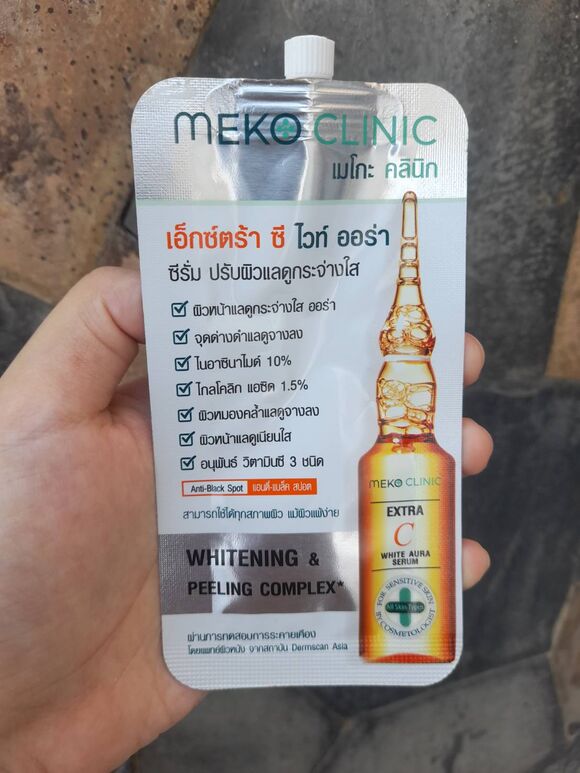 MEKO CLINIC
เมโกะ คลินิก
เอ็กซ์ตร้า ซี ไวท์ ออร่า
ซีรั่ม ปรับผิวแลดูกระจ่างใส
ผิวหน้าแลดูกระจ่างใส ออร่า
จุดด่างดำแลดูจางลง
ไนอาซินาไมด์ 10%
ไกลโคลิก แอซิด 1.5%
ผิวหมองคล้ำแลดูจางลง
ผิวหน้าแลดูเนียนใส
อนุพันธ์ วิตามินซี 3 ชนิด
Anti-Black Spot แอนตี้-แบล็ค สปอต
สามารถใช้ได้ทุกสภาพผิว แม้ผิวแพ้ง่าย
WHITENING &
PEELING COMPLEX*
ผ่านการทดสอบการระคายเคือง
โดยแพทย์ผิวหนัง จากสถาบัน Dermscan Asia
MEKO CLINIC
EXTRA
C
WHITE AURA
SERUM
FOR SENSITIVE SKIN
All Skin Types
BY COSMETOLOGIST